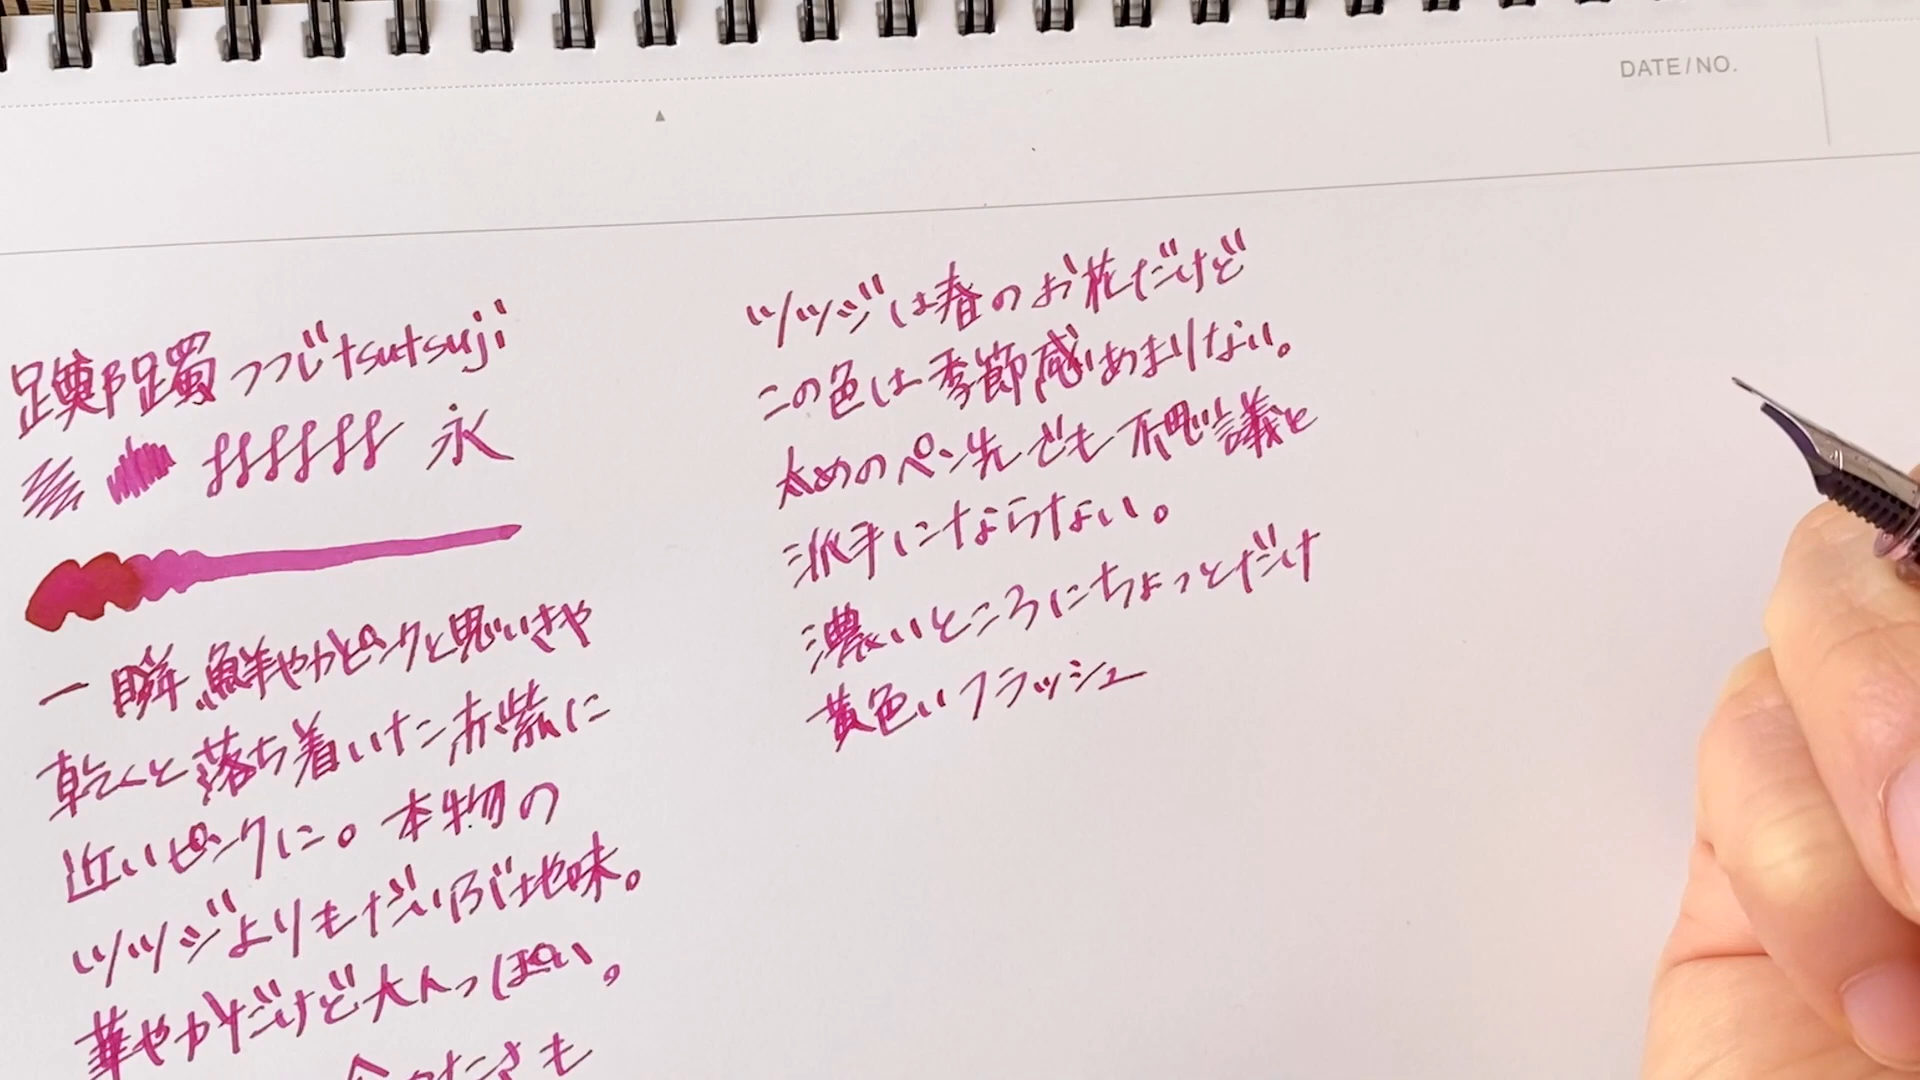 DATE/NO.
躑躅 つつじ tsutsuji
永
一瞬鮮やかピンクと思いきや
乾くと落ち着いた赤紫に
近いピンクに。本物の
ツツジよりもだいぶ地味。
華やかだけど大人っぽい。
さも
ツツジは春のお花だけど
この色は季節感あまりない。
太めのペン先でも不思議と
派手にならない。
濃いところにちょっとだけ
黄色いフラッシュ